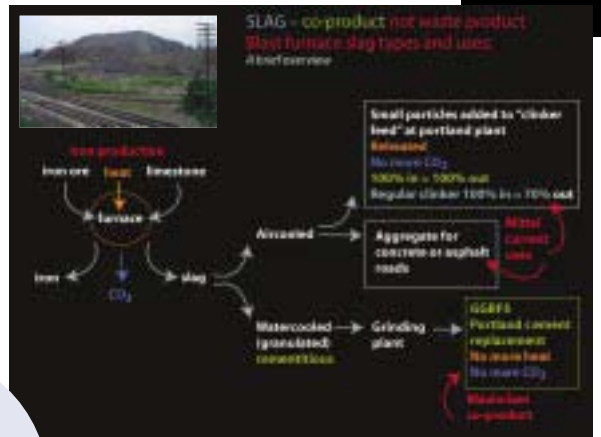 SLAG – co-product not waste product
Blast furnace slag types and uses:
A brief overview
iron production
iron ore heat limestone
furnace
iron
CO₂
slag
Aircooled
Small particles added to "clinker
feed" at portland plant
Reheated
No more CO₂
100% in = 100% out
Regular clinker 100% in = 70% out
Aggregate for
concrete or asphalt
roads
Mittal
current
uses
Watercooled
(granulated)
cementitious
Grinding
plant
GGBFS
Portland cement
replacement
No more heat
No more CO₂
co-product